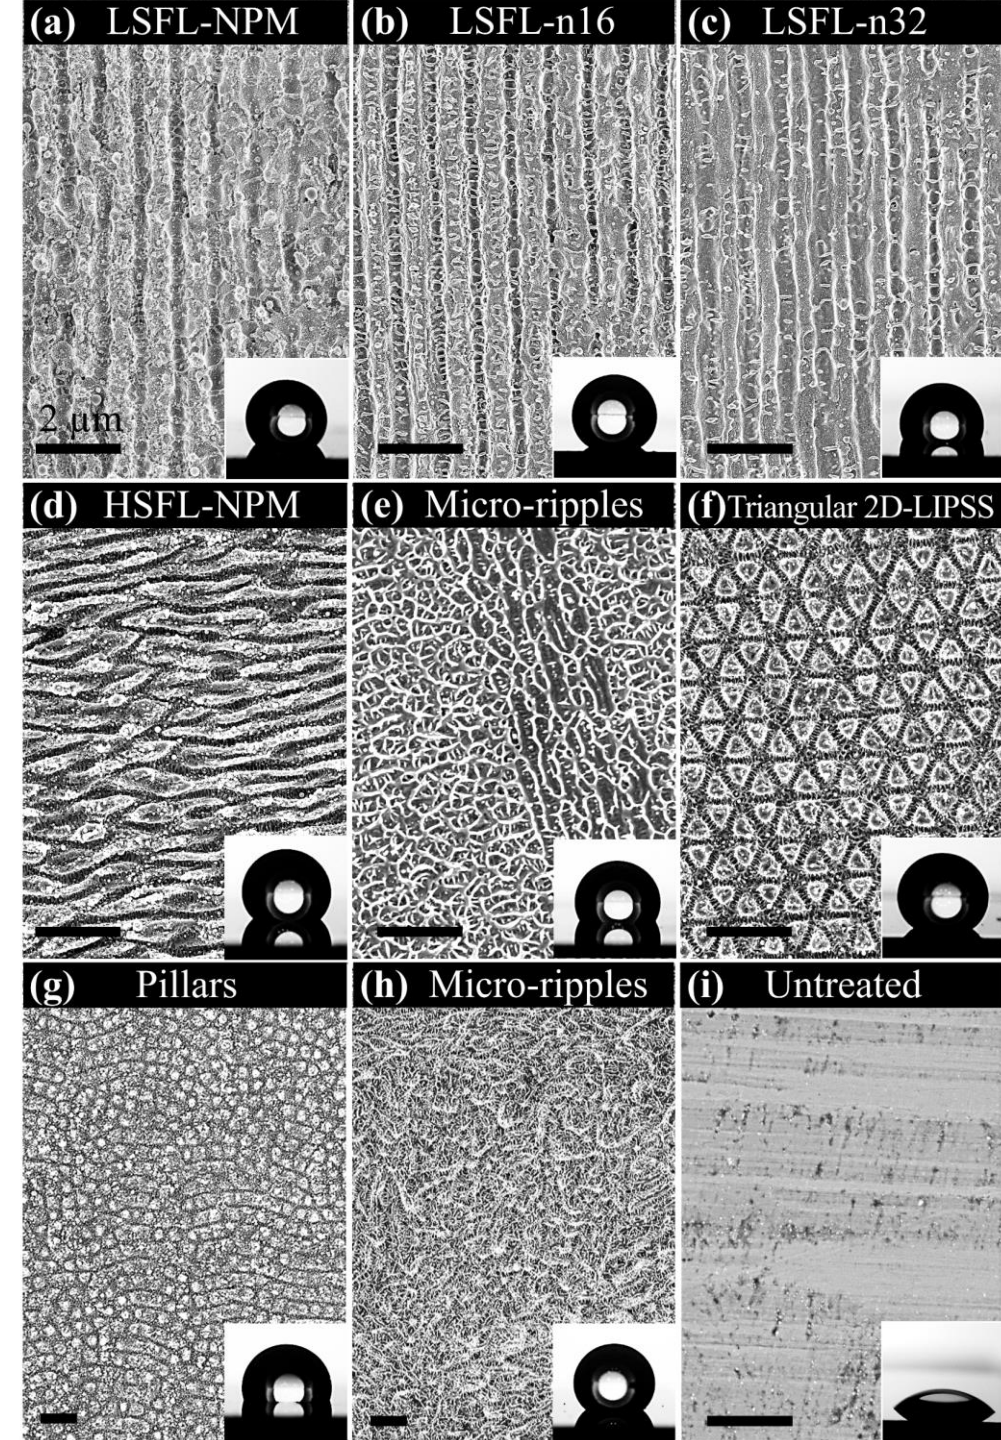 (a) LSFL-NPM
(b) LSFL-n16
(c) LSFL-n32
2 μm
(d) HSFL-NPM
(e) Micro-ripples
(f) Triangular 2D-LIPSS
(g) Pillars
(h) Micro-ripples
(i) Untreated